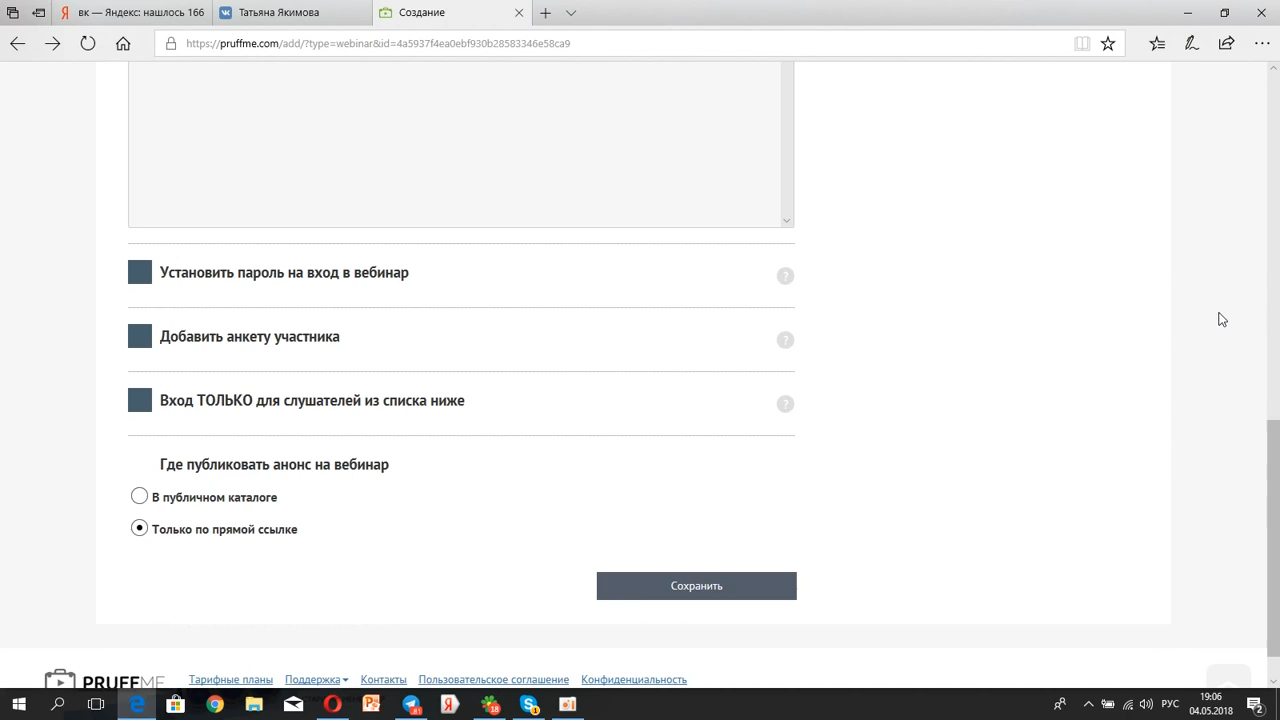 вк — Яндекс Нашлось 166
Татьяна Якимова
Создание
https://pruffme.com/add/?type=webinar&id=4a5937f4ea0ebf930b28583346e58ca9
Установить пароль на вход в вебинар
?
Добавить анкету участника
?
Вход ТОЛЬКО для слушателей из списка ниже
?
Где публиковать анонс на вебинар
В публичном каталоге
Только по прямой ссылке
Сохранить
PRUFFME
Тарифные планы
Поддержка
Контакты
Пользовательское соглашение
Конфиденциальность
РУС
19:06
04.05.2018